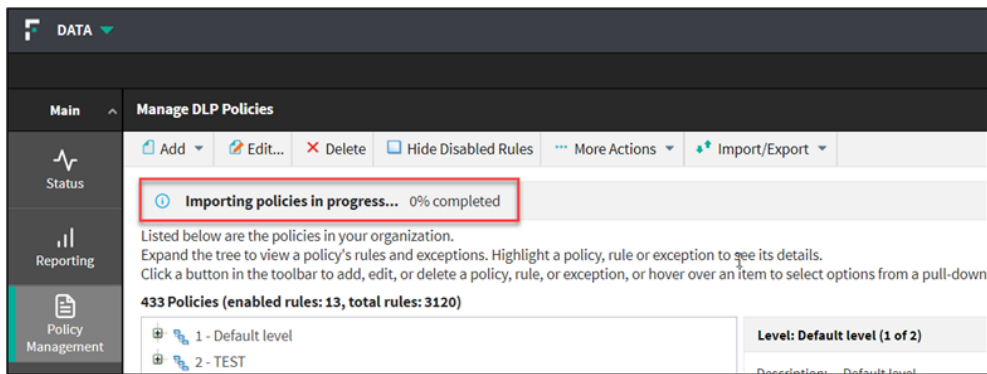 DATA
Main
Manage DLP Policies
Add
Edit...
Delete
Hide Disabled Rules
More Actions
Import/Export
Status
Importing policies in progress... 0% completed
Reporting
Listed below are the policies in your organization.
Expand the tree to view a policy's rules and exceptions. Highlight a policy, rule or exception to see its details.
Click a button in the toolbar to add, edit, or delete a policy, rule, or exception, or hover over an item to select options from a pull-down
433 Policies (enabled rules: 13, total rules: 3120)
Policy
Management
1 - Default level
2 - TEST
Level: Default level (1 of 2)
Description: Default level